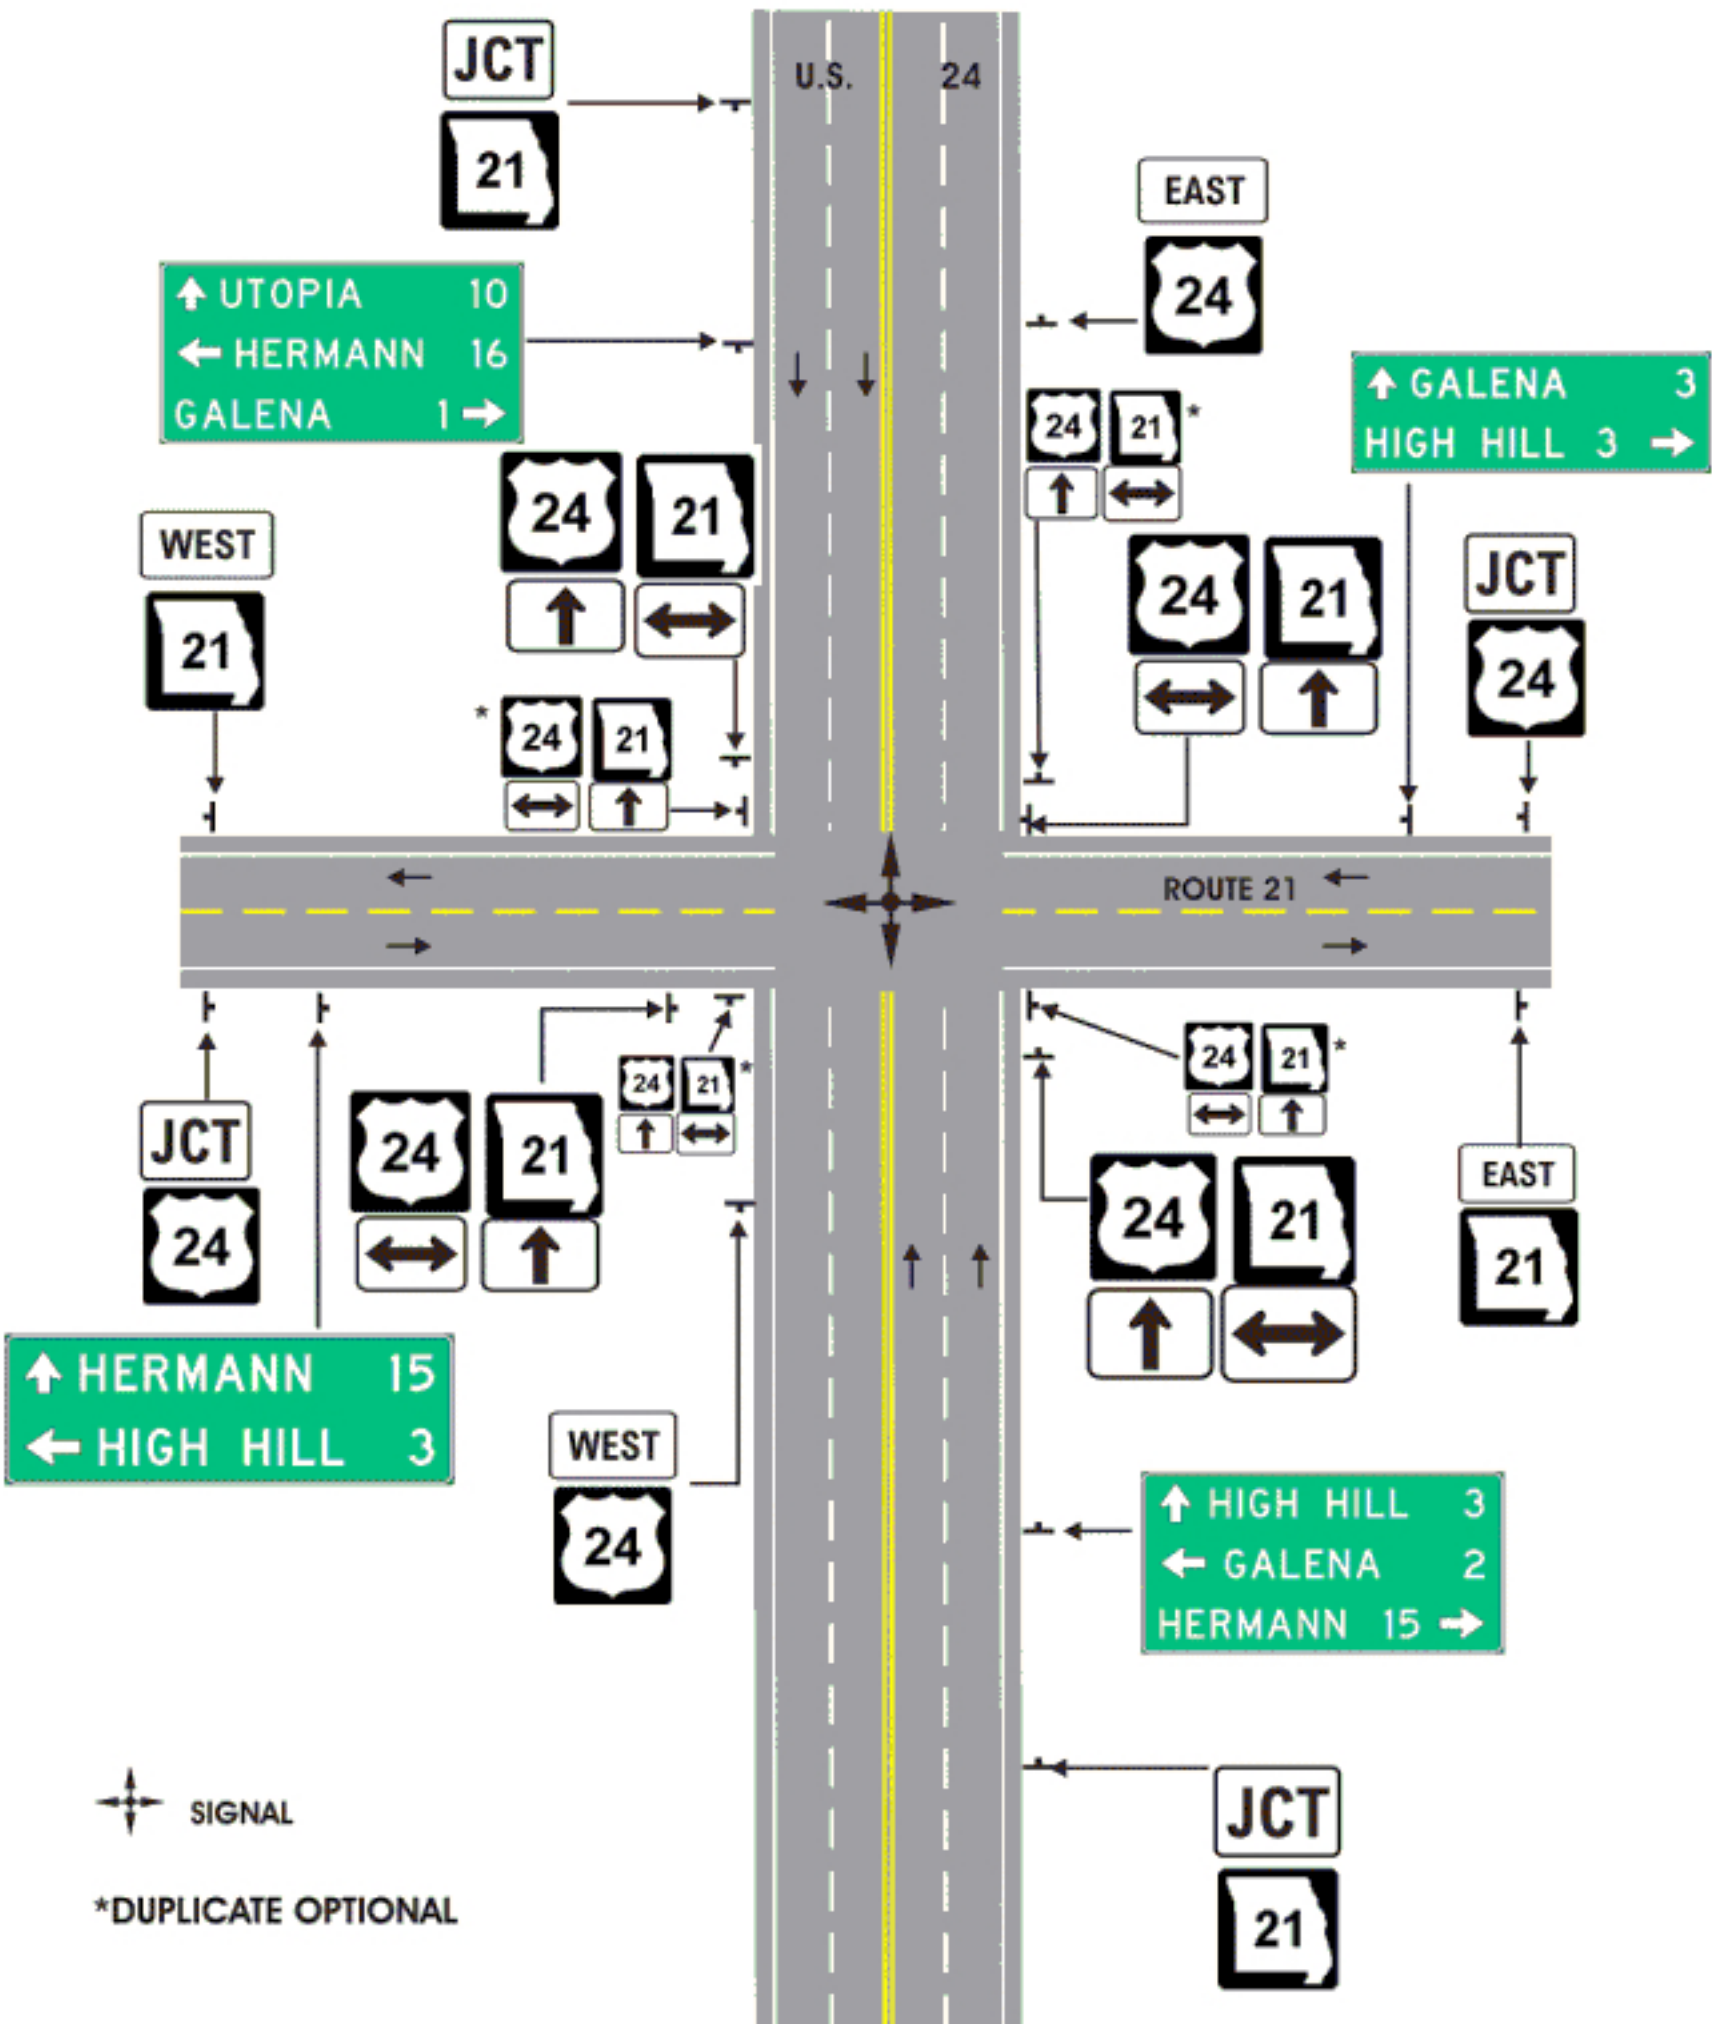 JCT
21
U.S. 24
EAST
24
↑ UTOPIA 10
← HERMANN 16
GALENA 1 →
↑ GALENA 3
HIGH HILL 3 →
24 21 *
24 21
WEST
21
24 21
JCT
24
* 24 21
ROUTE 21
24 21 *
24 21 *
JCT
24
24 21
24 21
EAST
21
↑ HERMANN 15
← HIGH HILL 3
WEST
24
↑ HIGH HILL 3
← GALENA 2
HERMANN 15 →
JCT
21
SIGNAL
*DUPLICATE OPTIONAL